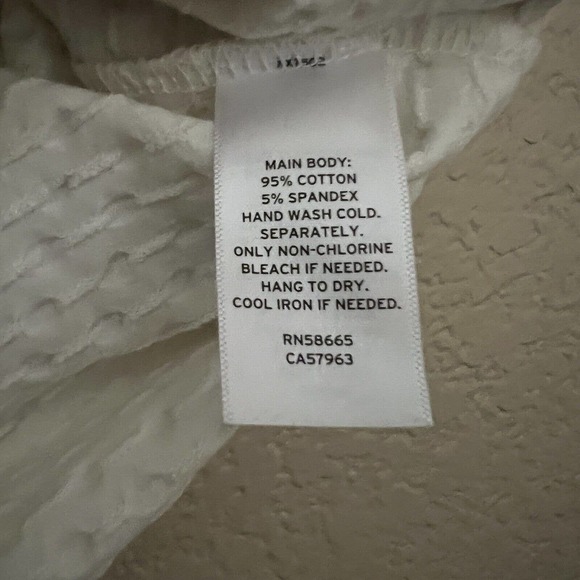 MAIN BODY:
95% COTTON
5% SPANDEX
HAND WASH COLD.
SEPARATELY.
ONLY NON-CHLORINE
BLEACH IF NEEDED.
HANG TO DRY.
COOL IRON IF NEEDED.
RN58665
CA57963